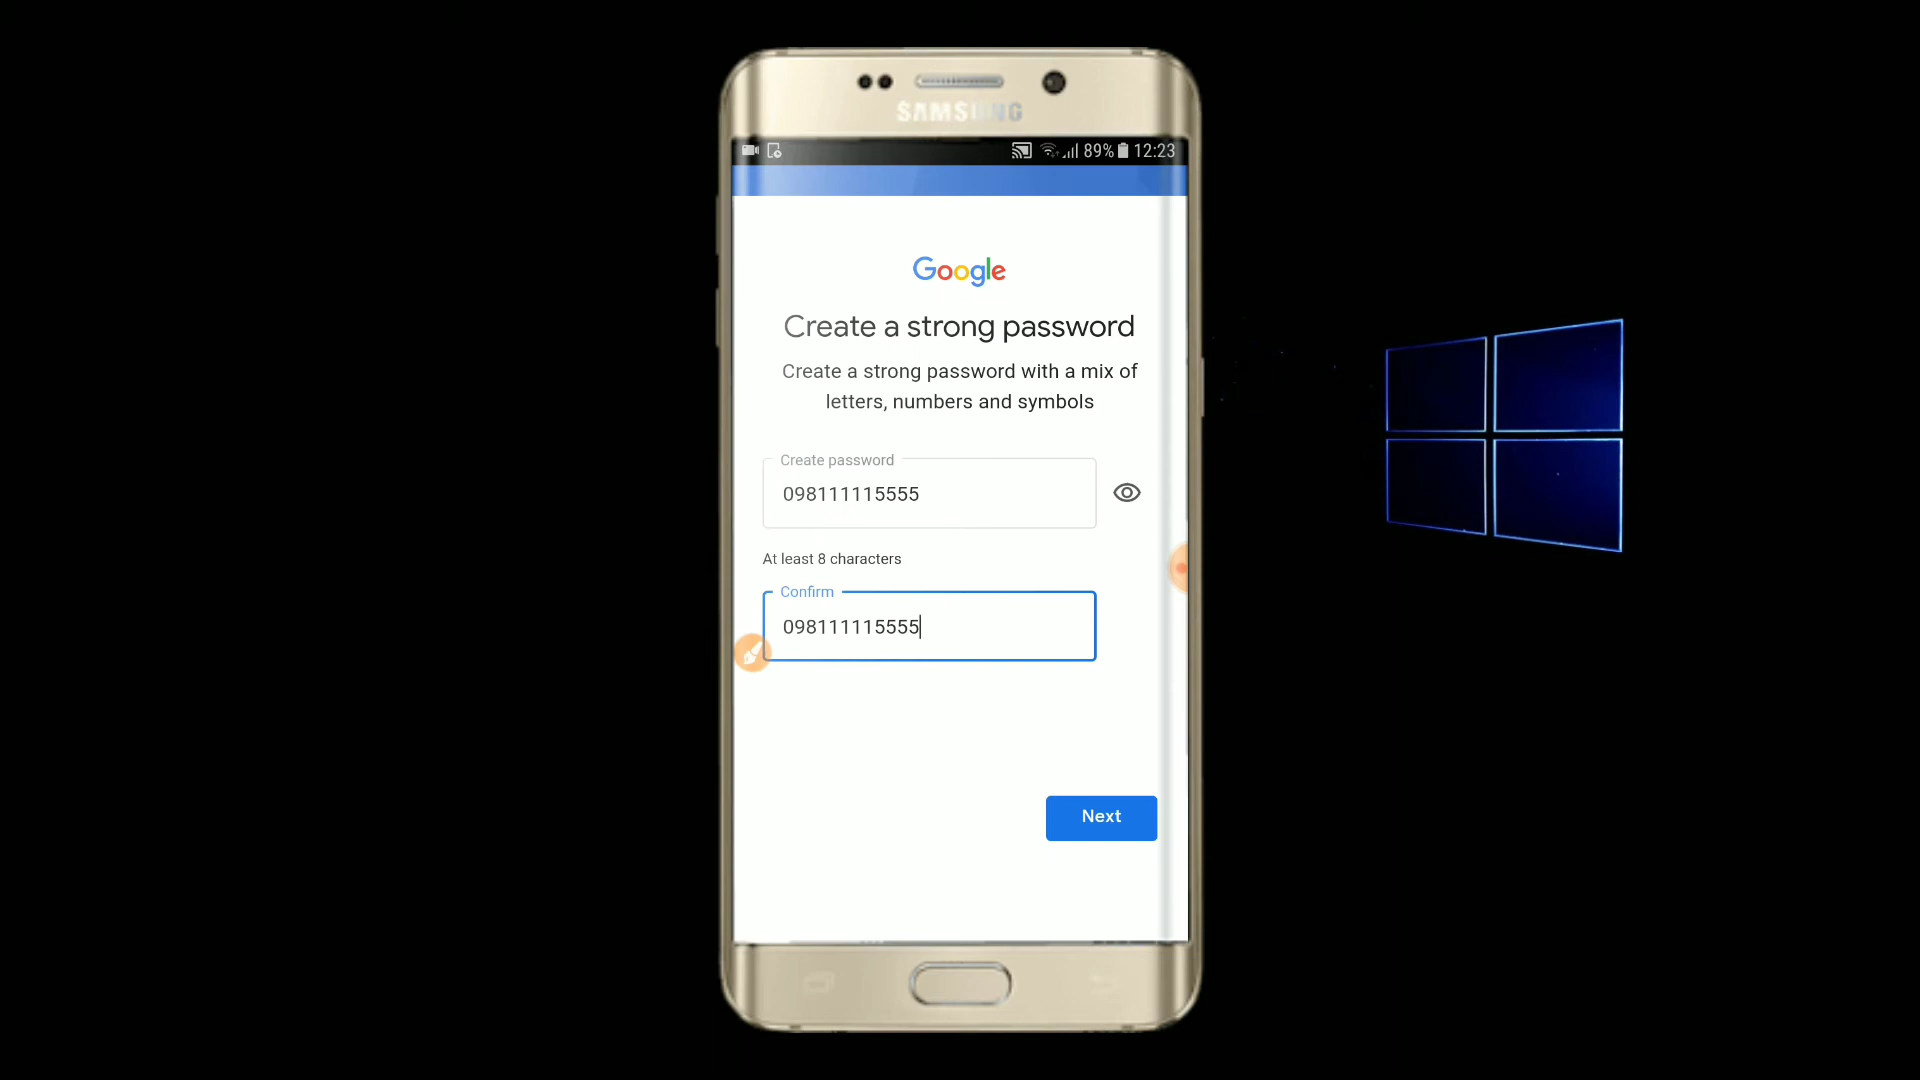 SAMSUNG
89% 12:23
Google
Create a strong password
Create a strong password with a mix of
letters, numbers and symbols
Create password
098111115555
At least 8 characters
Confirm
098111115555
Next